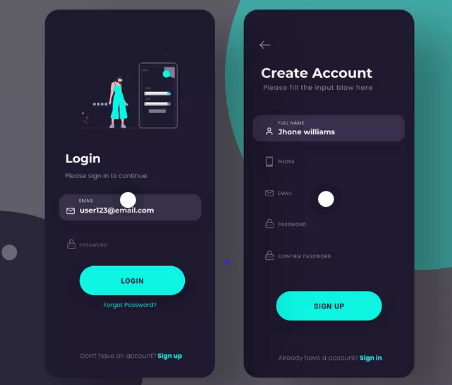 Login
Please sign in to continue.
EMAIL
user123@email.com
PASSWORD
LOGIN
Forgot Password?
Don't have an account? Sign up
Create Account
Please fill the input blow here
FULL NAME
Jhone williams
PHONE
EMAIL
PASSWORD
CONFIRM PASSWORD
SIGN UP
Already have a account? Sign in